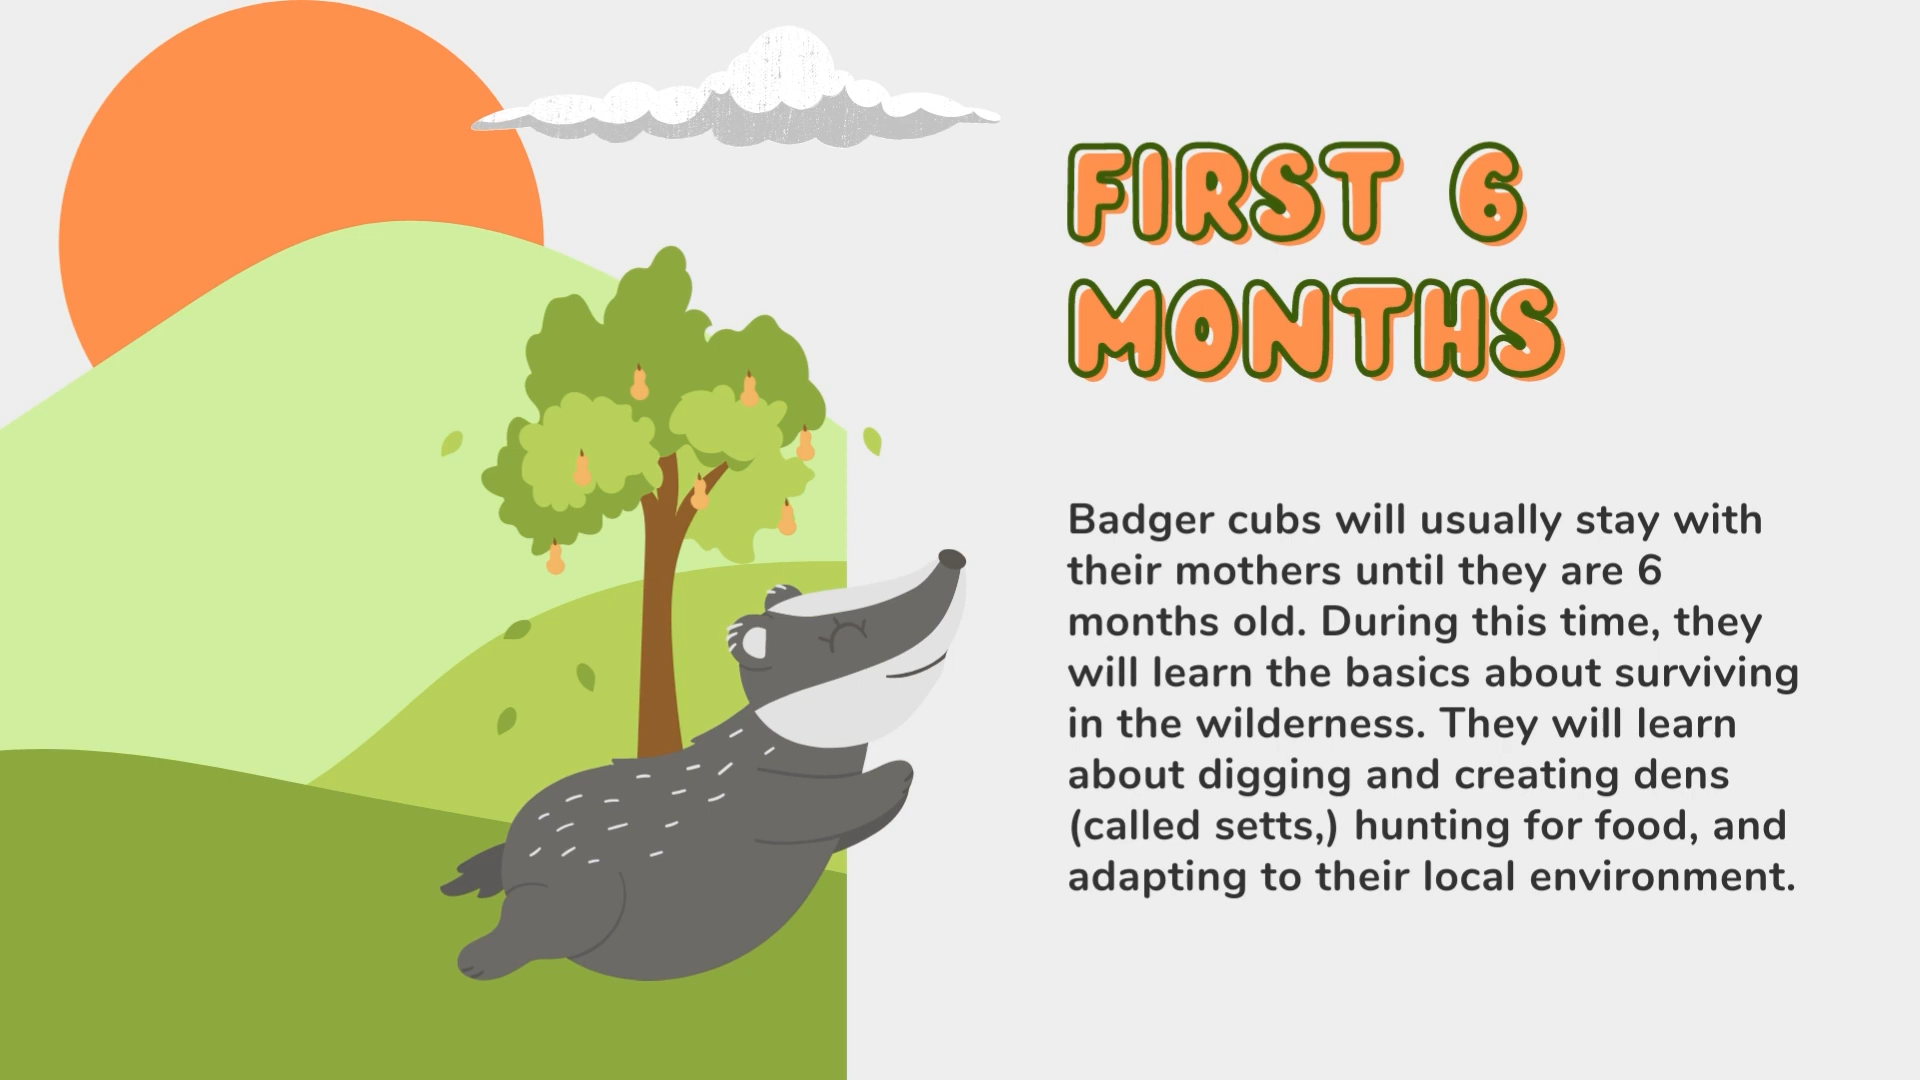 FIRST 6
MONTHS
Badger cubs will usually stay with
their mothers until they are 6
months old. During this time, they
will learn the basics about surviving
in the wilderness. They will learn
about digging and creating dens
(called setts,) hunting for food, and
adapting to their local environment.